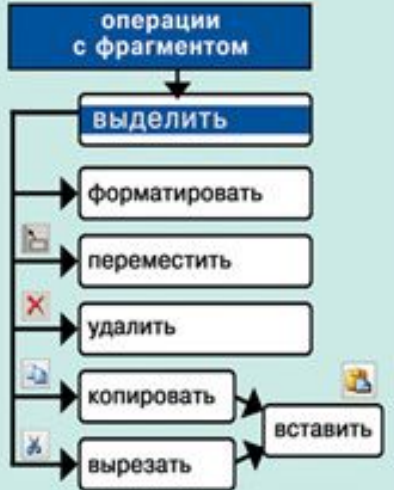 операции
с фрагментом
выделить
форматировать
переместить
удалить
копировать
вставить
вырезать